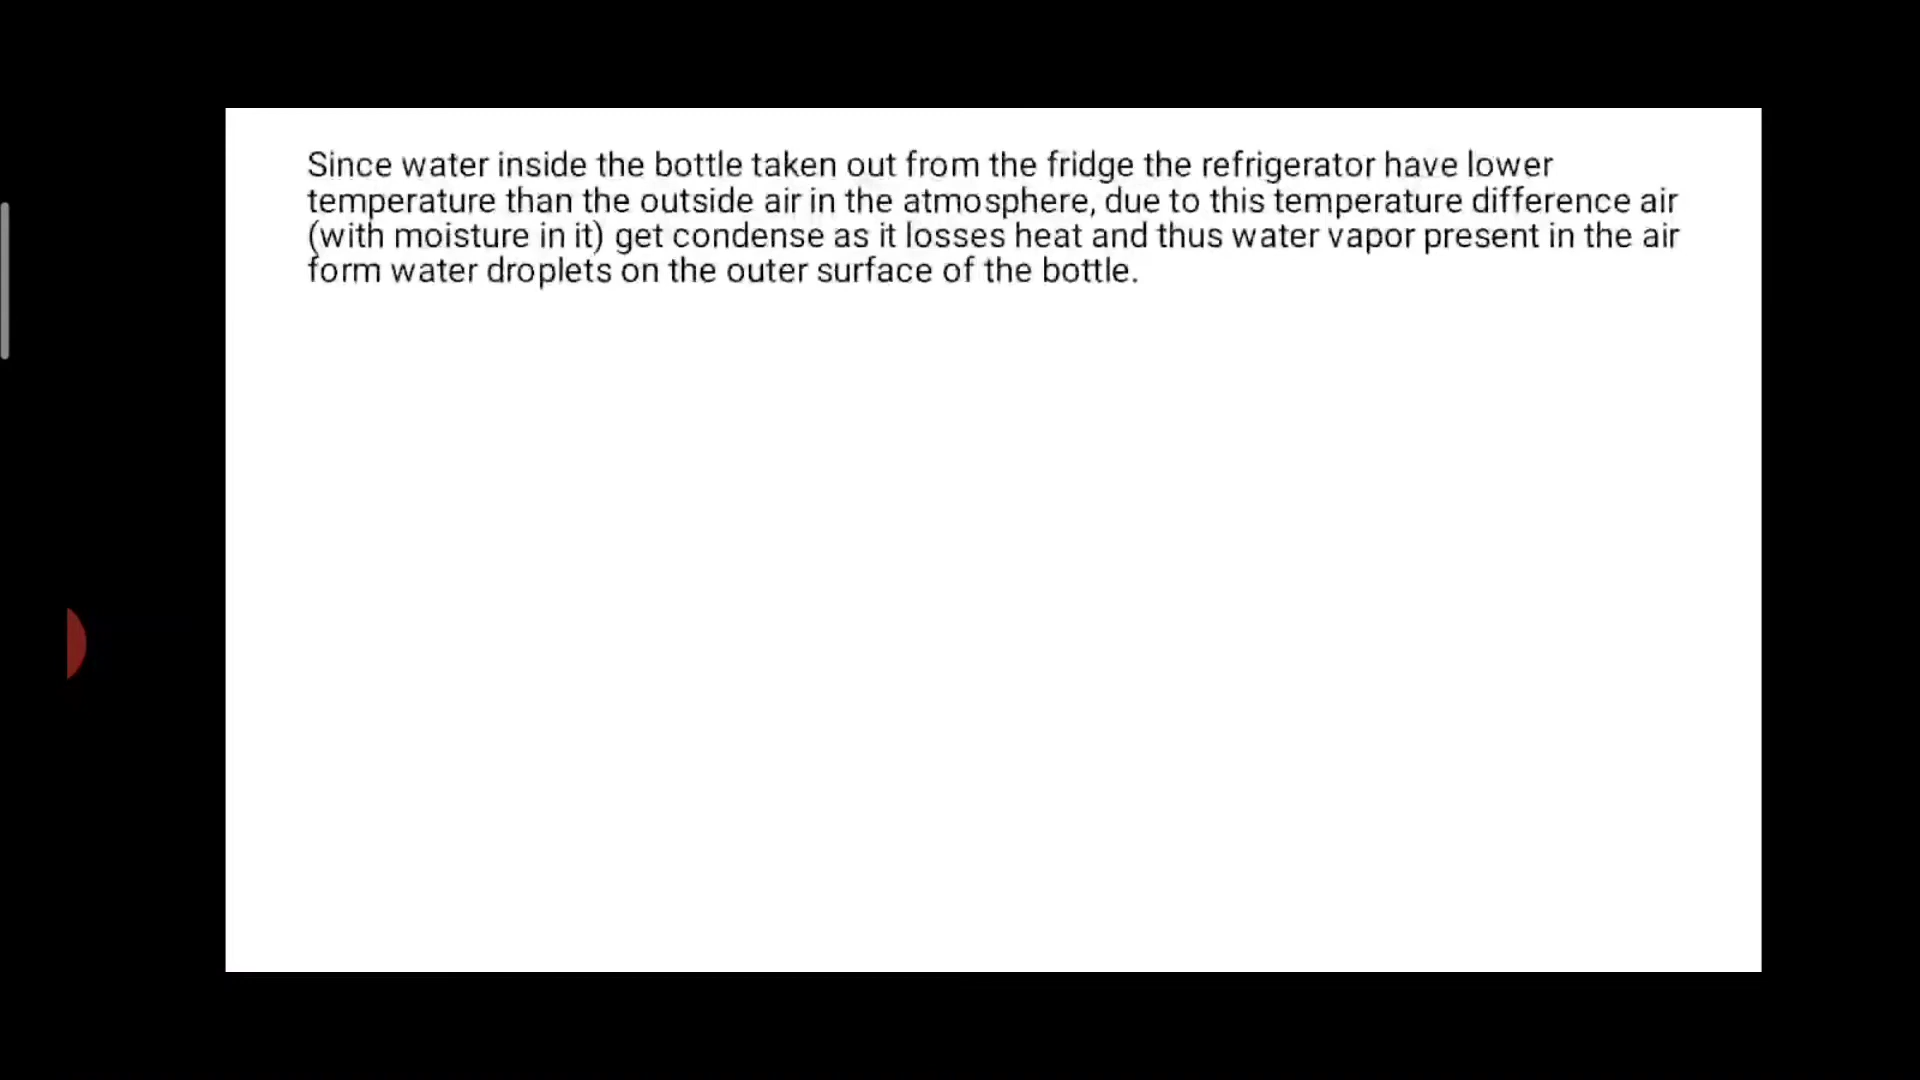 Since water inside the bottle taken out from the fridge the refrigerator have lower
temperature than the outside air in the atmosphere, due to this temperature difference air
(with moisture in it) get condense as it losses heat and thus water vapor present in the air
form water droplets on the outer surface of the bottle.